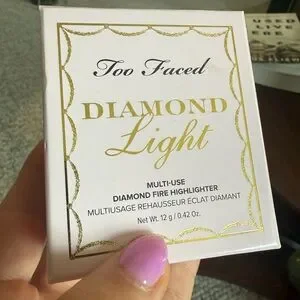 Too Faced
DIAMOND
Light
MULTI-USE
DIAMOND FIRE HIGHLIGHTER
MULTIUSAGE REHAUSSEUR ÉCLAT DIAMANT
Net Wt. 12 g / 0.42 Oz.